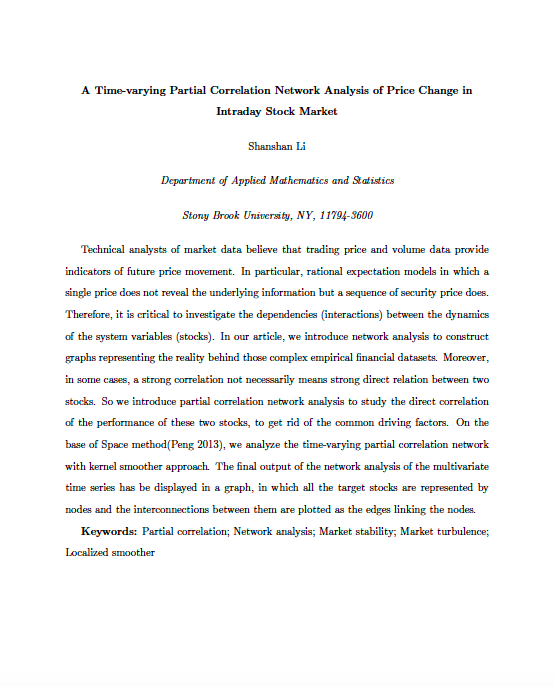 A Time-varying Partial Correlation Network Analysis of Price Change in
Intraday Stock Market
Shanshan Li
Department of Applied Mathematics and Statistics
Stony Brook University, NY, 11794-3600
Technical analysts of market data believe that trading price and volume data provide
indicators of future price movement. In particular, rational expectation models in which a
single price does not reveal the underlying information but a sequence of security price does.
Therefore, it is critical to investigate the dependencies (interactions) between the dynamics
of the system variables (stocks). In our article, we introduce network analysis to construct
graphs representing the reality behind those complex empirical financial datasets. Moreover,
in some cases, a strong correlation not necessarily means strong direct relation between two
stocks. So we introduce partial correlation network analysis to study the direct correlation
of the performance of these two stocks, to get rid of the common driving factors. On the
base of Space method(Peng 2013), we analyze the time-varying partial correlation network
with kernel smoother approach. The final output of the network analysis of the multivariate
time series has be displayed in a graph, in which all the target stocks are represented by
nodes and the interconnections between them are plotted as the edges linking the nodes.
Keywords: Partial correlation; Network analysis; Market stability; Market turbulence;
Localized smoother